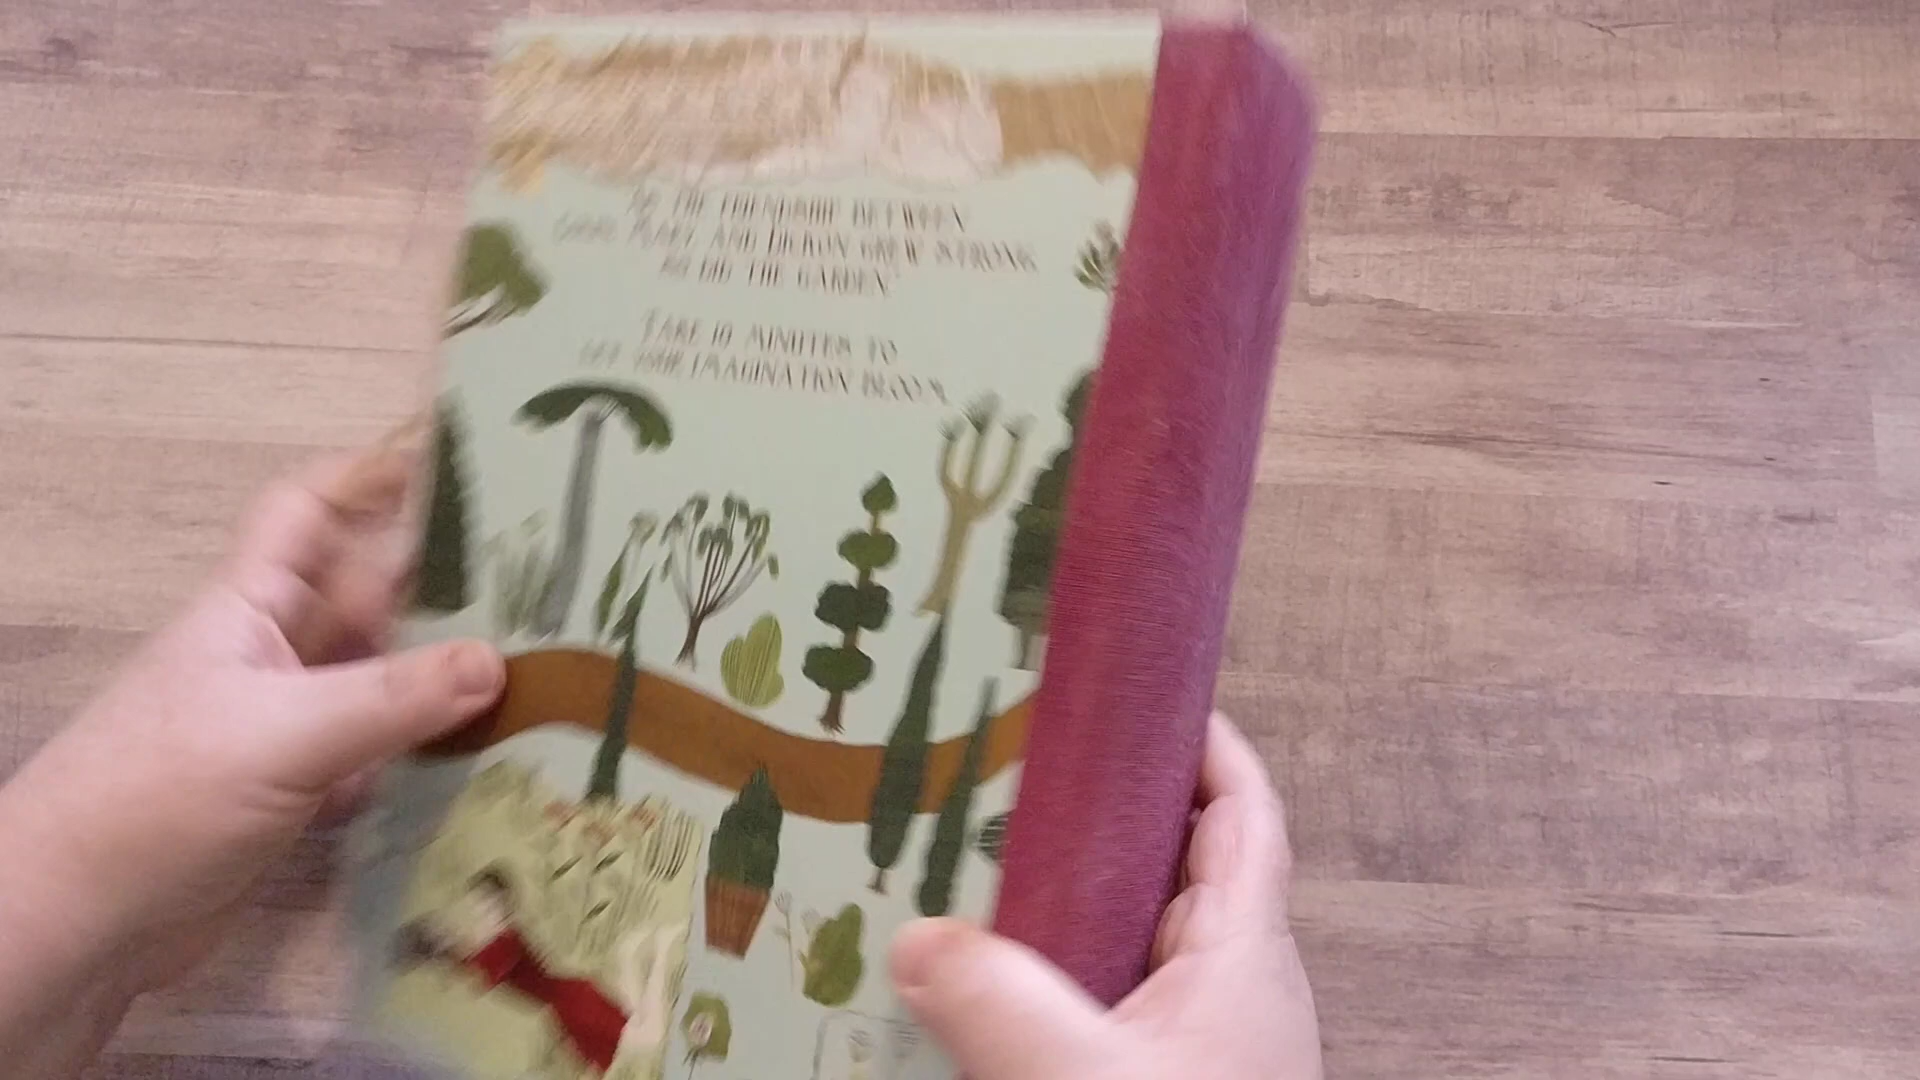 AS THE FRIENDSHIP BETWEEN
COLIN, MARY AND DICKON GREW STRONG
SO DID THE GARDEN
TAKE 10 MINUTES TO
LET YOUR IMAGINATION BLOOM